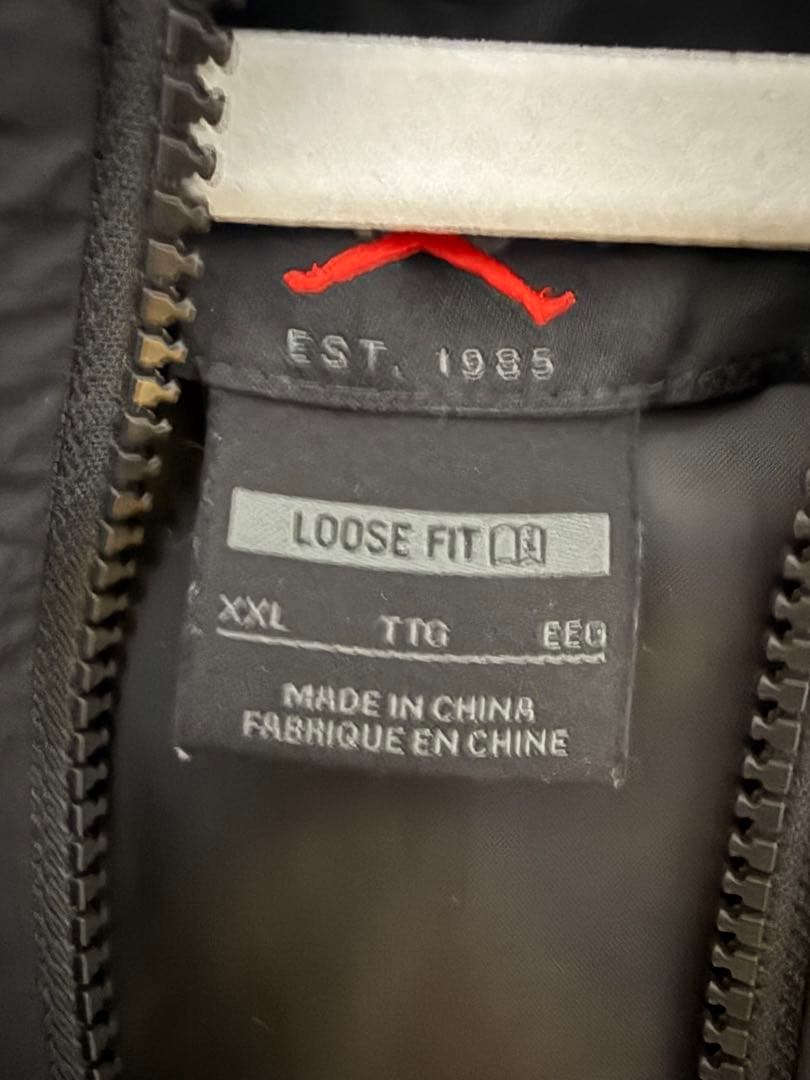 EST. 1985
LOOSE FIT
XXL TTG EEG
MADE IN CHINA
FABRIQUE EN CHINE